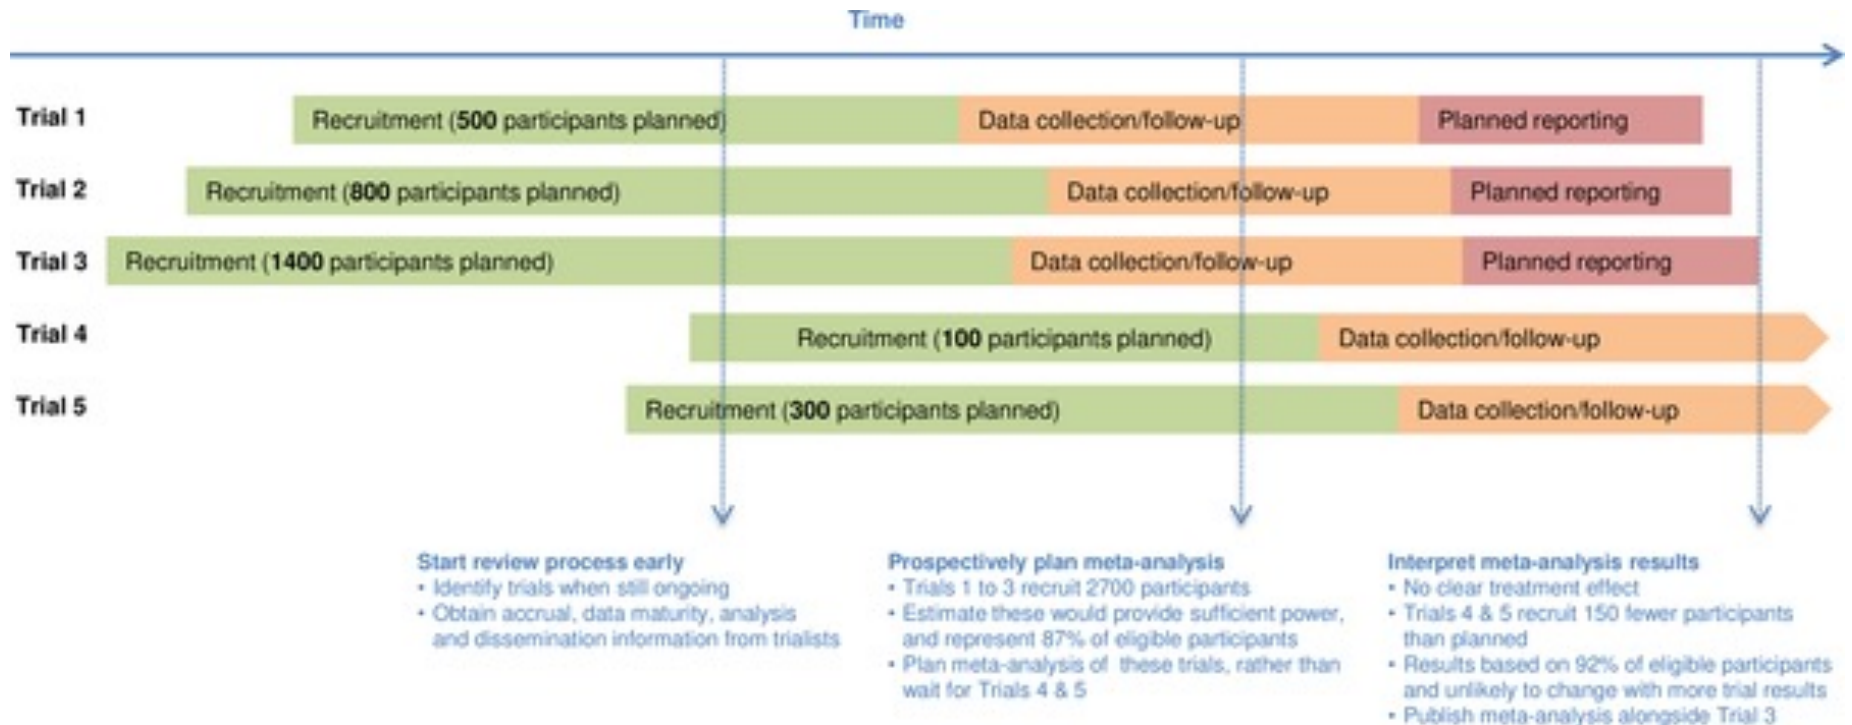 Time
Trial 1
Recruitment (500 participants planned)
Data collection/follow-up
Planned reporting
Trial 2
Recruitment (800 participants planned)
Data collection/follow-up
Planned reporting
Trial 3
Recruitment (1400 participants planned)
Data collection/follow-up
Planned reporting
Trial 4
Recruitment (100 participants planned)
Data collection/follow-up
Trial 5
Recruitment (300 participants planned)
Data collection/follow-up
Start review process early
• Identify trials when still ongoing
• Obtain accrual, data maturity, analysis
and dissemination information from trialists
Prospectively plan meta-analysis
• Trials 1 to 3 recruit 2700 participants
• Estimate these would provide sufficient power,
and represent 87% of eligible participants
• Plan meta-analysis of these trials, rather than
wait for Trials 4 & 5
Interpret meta-analysis results
• No clear treatment effect
• Trials 4 & 5 recruit 150 fewer participants
than planned
• Results based on 92% of eligible participants
and unlikely to change with more trial results
• Publish meta-analysis alongside Trial 3